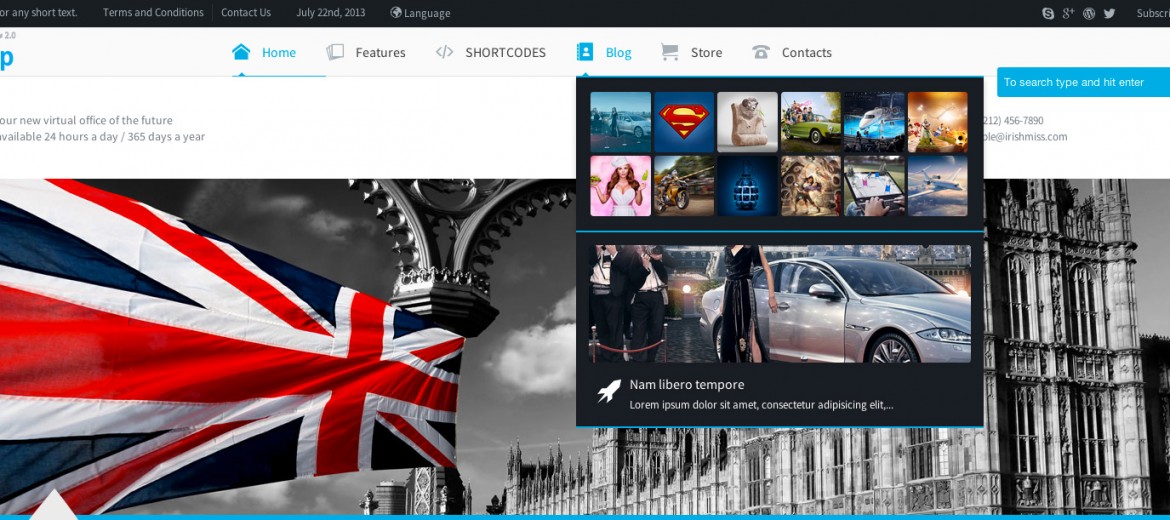 or any short text. Terms and Conditions Contact Us July 22nd, 2013 Language Subscri
2.0
p
Home Features SHORTCODES Blog Store Contacts
To search type and hit enter
our new virtual office of the future
available 24 hours a day / 365 days a year
212) 456-7890
ple@irishmiss.com
Nam libero tempore
Lorem ipsum dolor sit amet, consectetur adipisicing elit,...